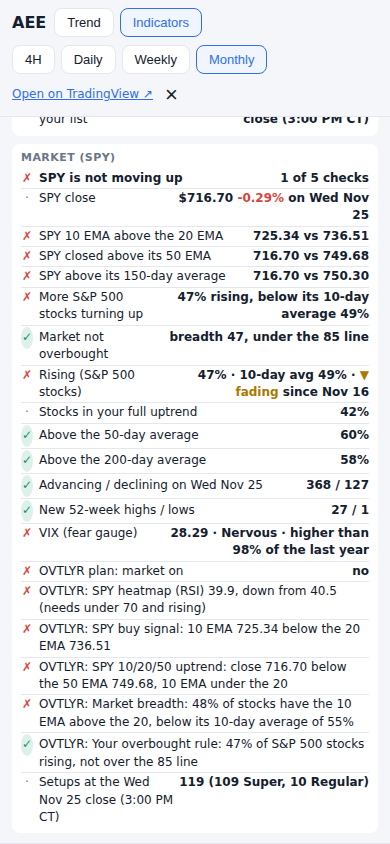 AEE Trend Indicators
4H Daily Weekly Monthly
Open on TradingView ↗ ✕
your list close (3:00 PM CT)
MARKET (SPY)
✗ SPY is not moving up 1 of 5 checks
· SPY close $716.70 -0.29% on Wed Nov
25
✗ SPY 10 EMA above the 20 EMA 725.34 vs 736.51
✗ SPY closed above its 50 EMA 716.70 vs 749.68
✗ SPY above its 150-day average 716.70 vs 750.30
✗ More S&P 500 47% rising, below its 10-day
stocks turning up average 49%
✓ Market not breadth 47, under the 85 line
overbought
✗ Rising (S&P 500 47% · 10-day avg 49% · ▼
stocks) fading since Nov 16
· Stocks in your full uptrend 42%
✓ Above the 50-day average 60%
✓ Above the 200-day average 58%
✓ Advancing / declining on Wed Nov 25 368 / 127
✓ New 52-week highs / lows 27 / 1
✗ VIX (fear gauge) 28.29 · Nervous · higher than
98% of the last year
✗ OVTLYR plan: market on no
✗ OVTLYR: SPY heatmap (RSI) 39.9, down from 40.5
(needs under 70 and rising)
✗ OVTLYR: SPY buy signal: 10 EMA 725.34 below the 20
EMA 736.51
✗ OVTLYR: SPY 10/20/50 uptrend: close 716.70 below
the 50 EMA 749.68, 10 EMA under the 20
✗ OVTLYR: Market breadth: 48% of stocks have the 10
EMA above the 20, below its 10-day average of 55%
✓ OVTLYR: Your overbought rule: 47% of S&P 500 stocks
rising, not over the 85 line
· Setups at the Wed 119 (109 Super, 10 Regular)
Nov 25 close (3:00 PM
CT)